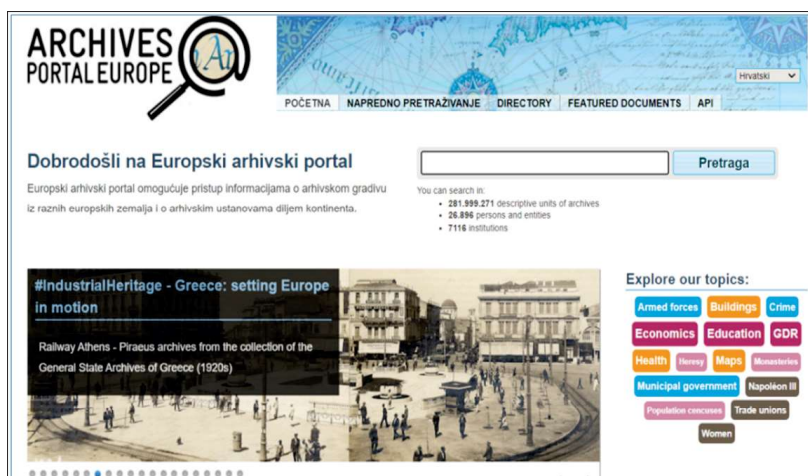 ARCHIVES
PORTAL EUROPE
Hrvatski
POČETNA NAPREDNO PRETRAŽIVANJE DIRECTORY FEATURED DOCUMENTS API
Dobrodošli na Europski arhivski portal
Europski arhivski portal omogućuje pristup informacijama o arhivskom gradivu
iz raznih europskih zemalja i o arhivskim ustanovama diljem kontinenta.
Pretraga
You can search in:
• 281.999.271 descriptive units of archives
• 26.896 persons and entities
• 7116 institutions
#IndustrialHeritage - Greece: setting Europe
in motion
Railway Athens - Piraeus archives from the collection of the
General State Archives of Greece (1920s)
Explore our topics:
Armed forces Buildings Crime
Economics Education GDR
Health Heresy Maps Monasteries
Municipal government Napoléon III
Population censuses Trade unions
Women